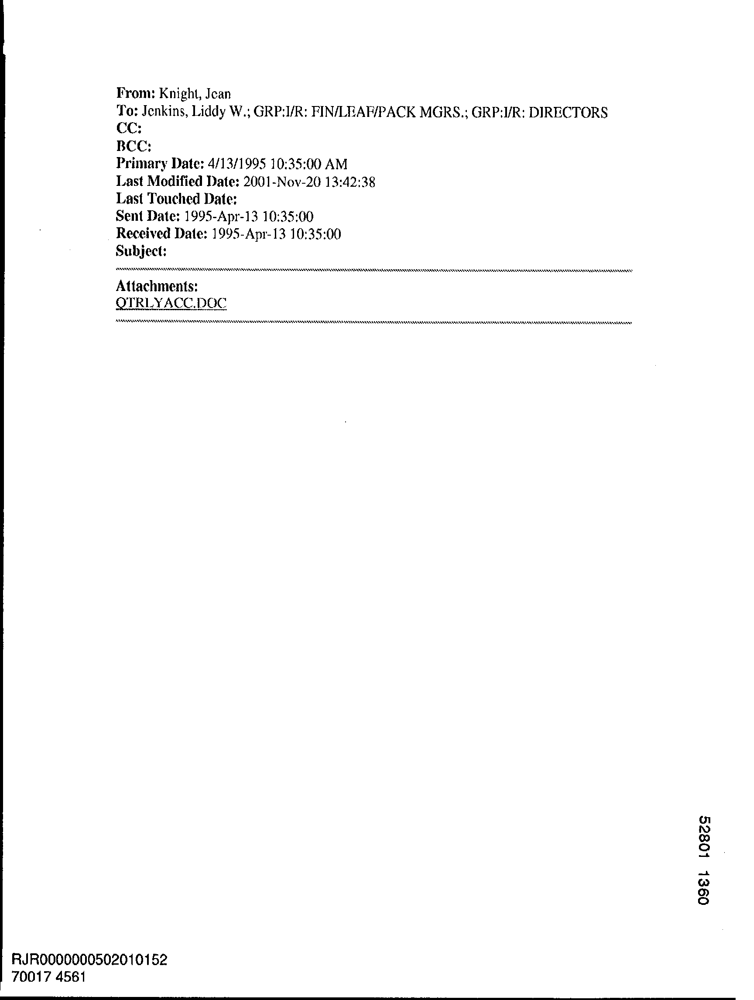 From: Knight, Jean
To: Jenkins, Liddy W.; GRP:I/R: FIN/LEAF/PACK MGRS.; GRP:I/R: DIRECTORS
CC:
BCC:
Primary Date: 4/13/1995 10:35:00 AM
Last Modified Date: 2001-Nov-20 13:42:38
Last Touched Date:
Sent Date: 1995-Apr-13 10:35:00
Received Date: 1995-Apr-13 10:35:00
Subject:
Attachments:
QTRLYACC.DOC
52801 1360
RJR0000000502010152
70017 4561